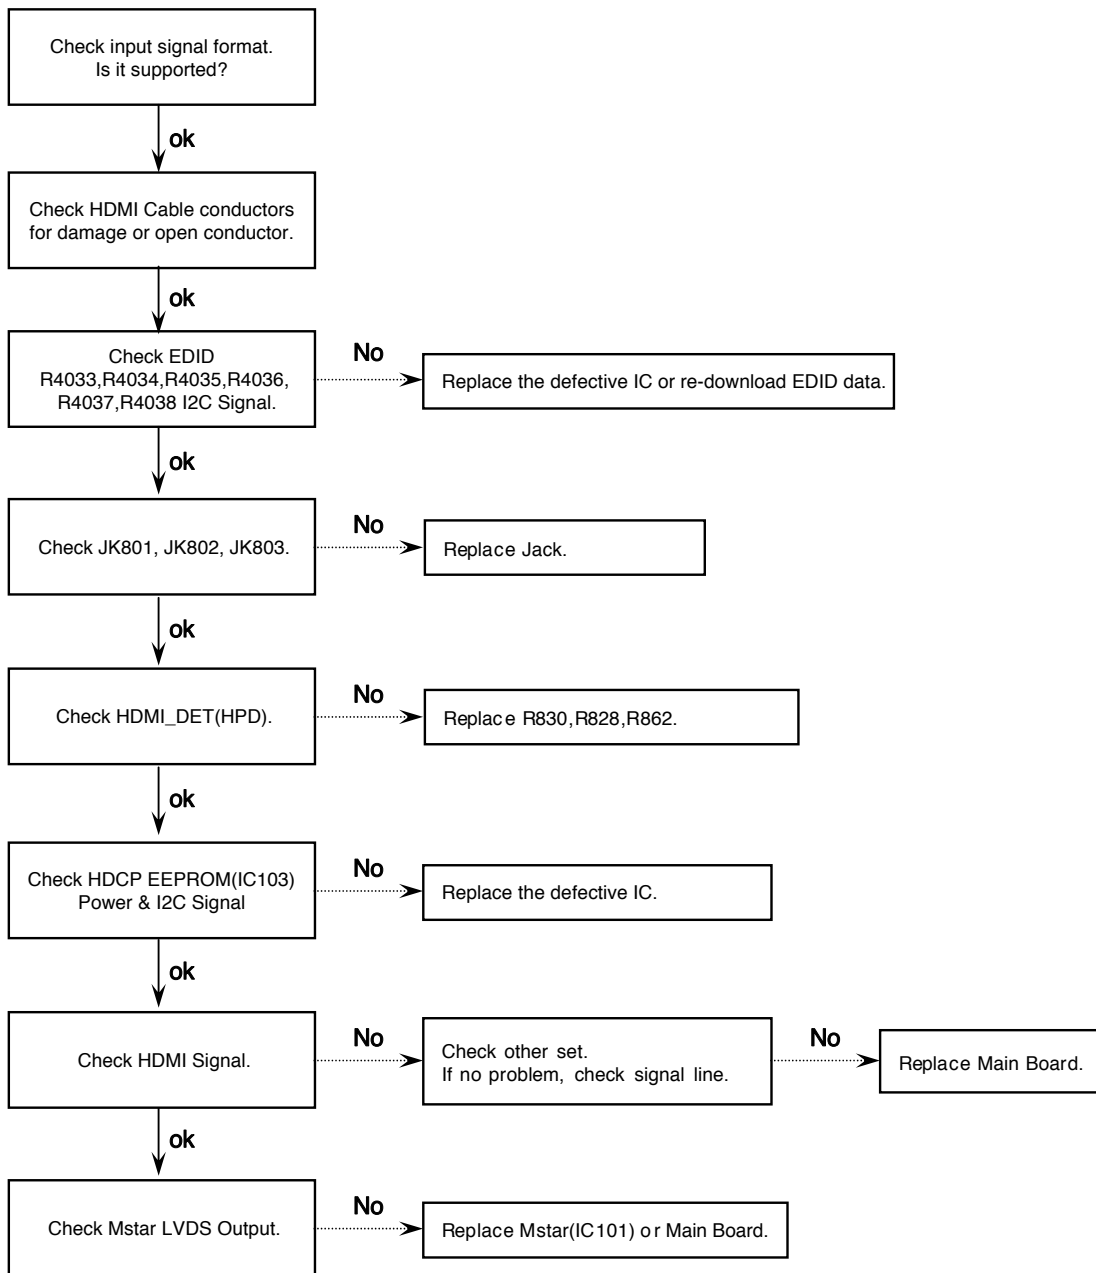 Check input signal format.
Is it supported?
ok
Check HDMI Cable conductors
for damage or open conductor.
ok
Check EDID
R4033,R4034,R4035,R4036,
R4037,R4038 I2C Signal.
No
Replace the defective IC or re-download EDID data.
ok
Check JK801, JK802, JK803.
No
Replace Jack.
ok
Check HDMI_DET(HPD).
No
Replace R830,R828,R862.
ok
Check HDCP EEPROM(IC103)
Power & I2C Signal
No
Replace the defective IC.
ok
Check HDMI Signal.
No
Check other set.
If no problem, check signal line.
No
Replace Main Board.
ok
Check Mstar LVDS Output.
No
Replace Mstar(IC101) or Main Board.